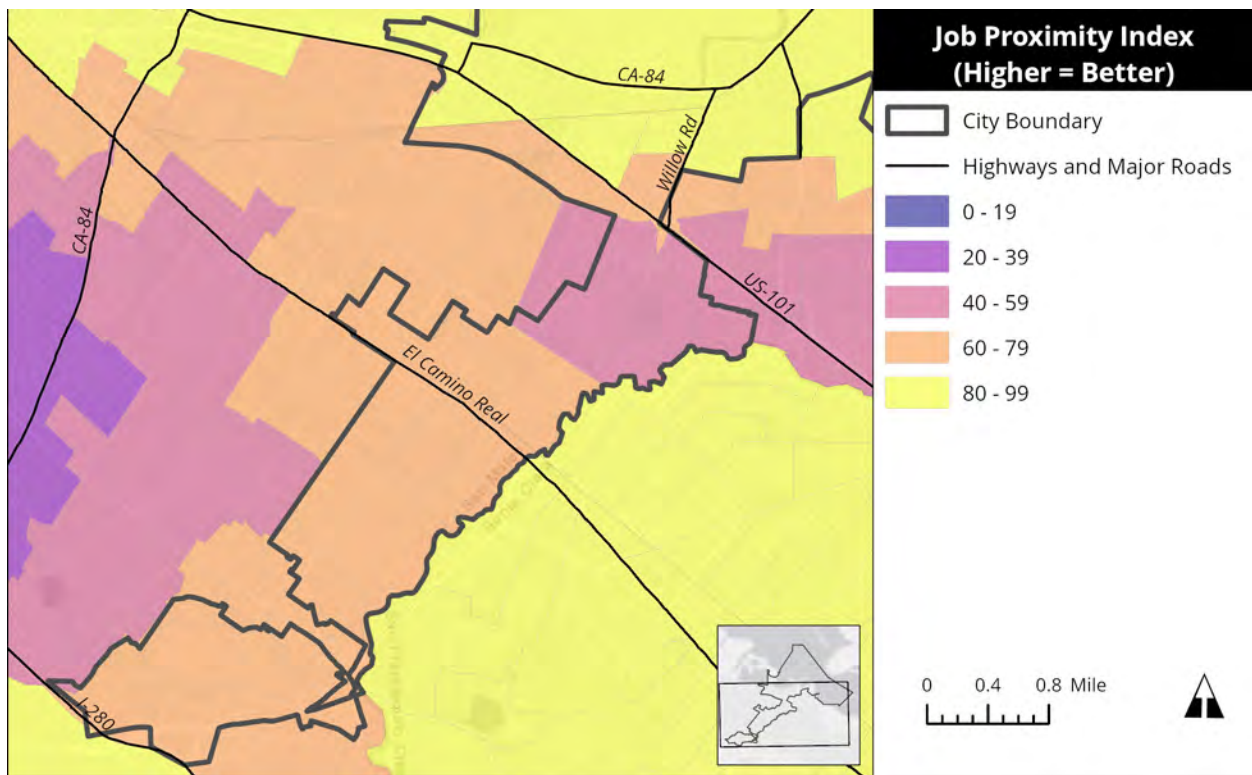 Job Proximity Index
(Higher = Better)
City Boundary
Highways and Major Roads
0 - 19
20 - 39
40 - 59
60 - 79
80 - 99
0 0.4 0.8 Mile
CA-84
Willow Rd
CA-84
US-101
El Camino Real
I-280